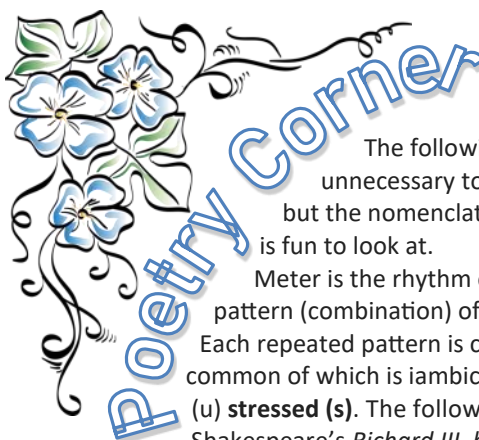 Poetry Corner
The follow
unnecessary to
but the nomenclat
is fun to look at.
Meter is the rhythm
pattern (combination) of
Each repeated pattern is
common of which is iambic
(u) stressed (s). The follow
Shakespeare's Richard III,